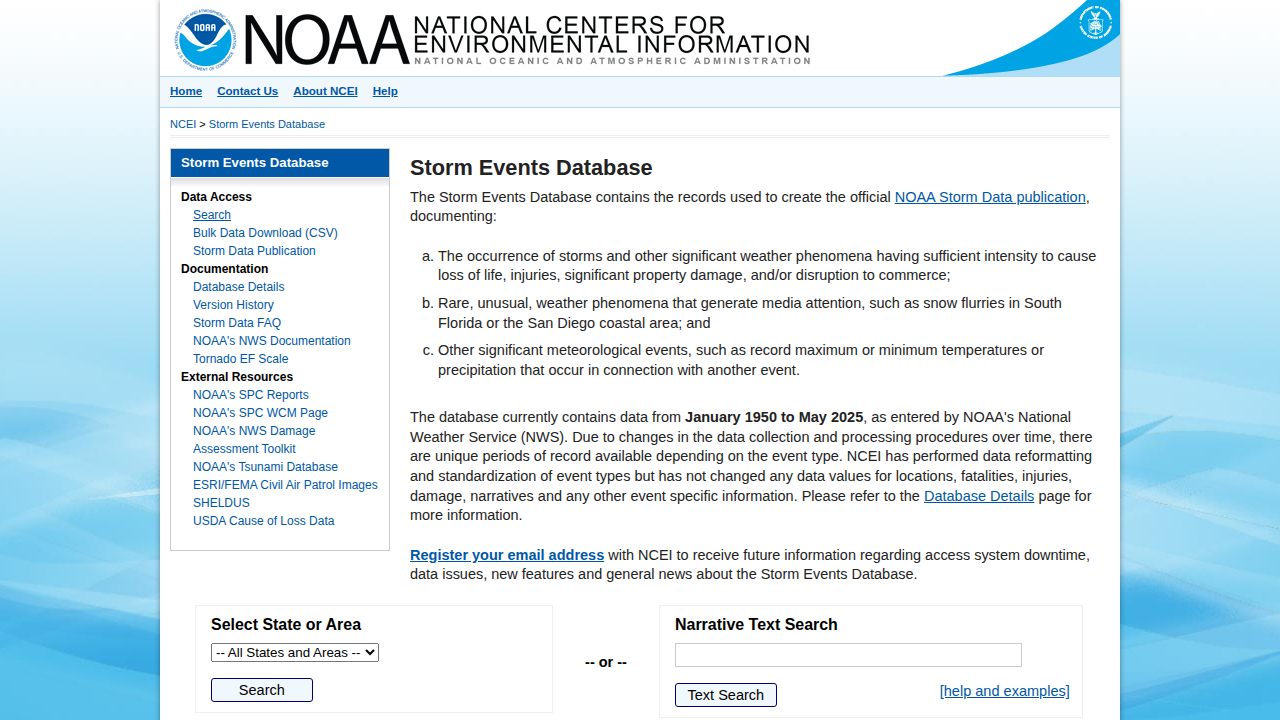 NOAA
NOAA NATIONAL CENTERS FOR
ENVIRONMENTAL INFORMATION
NATIONAL OCEANIC AND ATMOSPHERIC ADMINISTRATION
Home Contact Us About NCEI Help
NCEI > Storm Events Database
Storm Events Database
Data Access
Search
Bulk Data Download (CSV)
Storm Data Publication
Documentation
Database Details
Version History
Storm Data FAQ
NOAA's NWS Documentation
Tornado EF Scale
External Resources
NOAA's SPC Reports
NOAA's SPC WCM Page
NOAA's NWS Damage
Assessment Toolkit
NOAA's Tsunami Database
ESRI/FEMA Civil Air Patrol Images
SHELDUS
USDA Cause of Loss Data
Storm Events Database
The Storm Events Database contains the records used to create the official NOAA Storm Data publication,
documenting:
a. The occurrence of storms and other significant weather phenomena having sufficient intensity to cause
loss of life, injuries, significant property damage, and/or disruption to commerce;
b. Rare, unusual, weather phenomena that generate media attention, such as snow flurries in South
Florida or the San Diego coastal area; and
c. Other significant meteorological events, such as record maximum or minimum temperatures or
precipitation that occur in connection with another event.
The database currently contains data from January 1950 to May 2025, as entered by NOAA's National
Weather Service (NWS). Due to changes in the data collection and processing procedures over time, there
are unique periods of record available depending on the event type. NCEI has performed data reformatting
and standardization of event types but has not changed any data values for locations, fatalities, injuries,
damage, narratives and any other event specific information. Please refer to the Database Details page for
more information.
Register your email address with NCEI to receive future information regarding access system downtime,
data issues, new features and general news about the Storm Events Database.
Select State or Area
-- All States and Areas --
Search
-- or --
Narrative Text Search
Text Search
[help and examples]